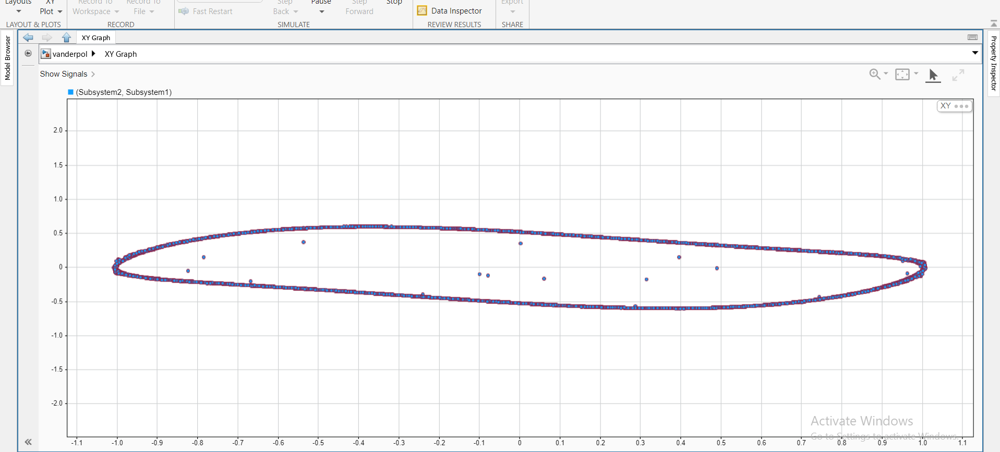 Layouts XY Record To Record To Step Pause Step Stop Export
Plot Workspace File Fast Restart Back Forward Data Inspector
LAYOUT & PLOTS RECORD SIMULATE REVIEW RESULTS SHARE
Model Browser
Property Inspector
XY Graph
vanderpol XY Graph
Show Signals
(Subsystem2, Subsystem1)
XY
2.0
1.5
1.0
0.5
0
-0.5
-1.0
-1.5
-2.0
-1.1 -1.0 -0.9 -0.8 -0.7 -0.6 -0.5 -0.4 -0.3 -0.2 -0.1 0 0.1 0.2 0.3 0.4 0.5 0.6 0.7 0.8 0.9 1.0 1.1
Activate Windows
Go to Settings to activate Windows.